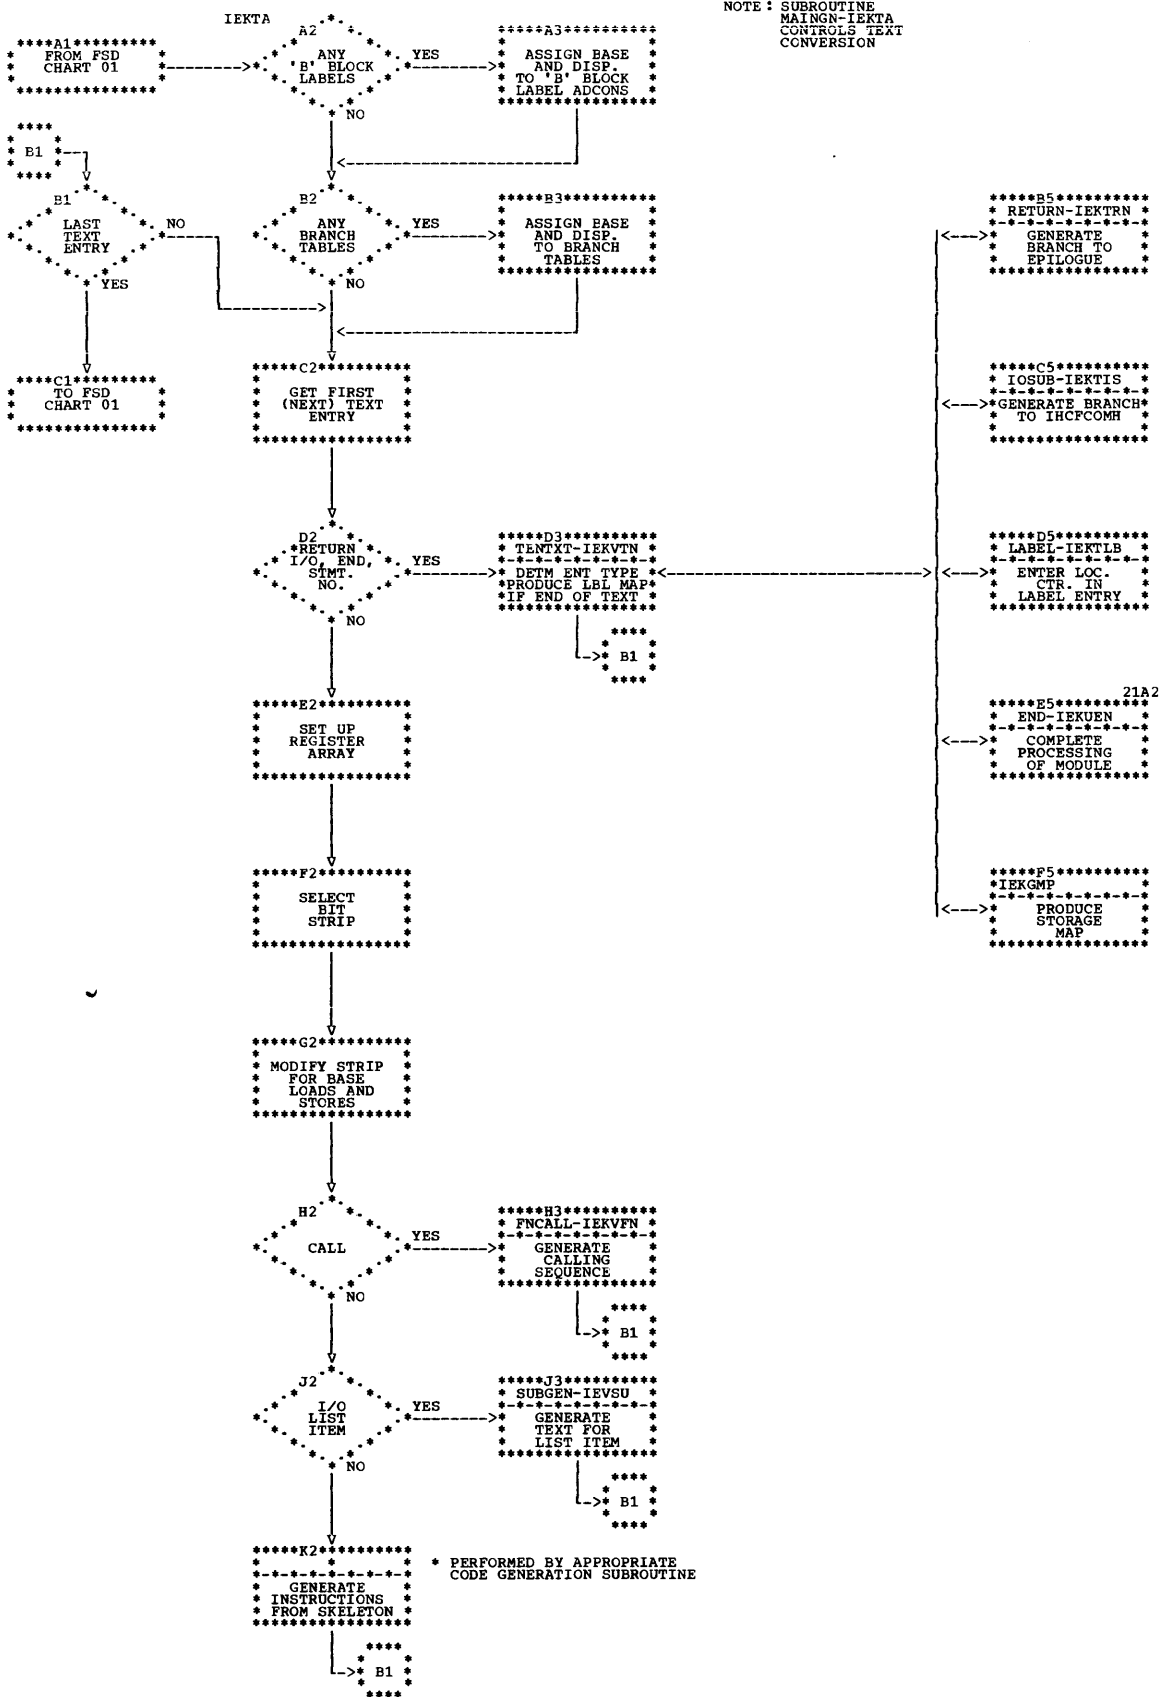 NOTE : SUBROUTINE
MAINGN-IEKTA
CONTROLS TEXT
CONVERSION
IEKTA
A1
FROM FSD
CHART 01
A2
ANY
'B' BLOCK
LABELS
YES
NO
A3
ASSIGN BASE
AND DISP.
TO 'B' BLOCK
LABEL ADCONS
B1
B1
LAST
TEXT
ENTRY
NO
YES
B2
ANY
BRANCH
TABLES
YES
NO
B3
ASSIGN BASE
AND DISP.
TO BRANCH
TABLES
B5
RETURN-IEKTRN
GENERATE
BRANCH TO
EPILOGUE
C1
TO FSD
CHART 01
C2
GET FIRST
(NEXT) TEXT
ENTRY
C5
IOSUB-IEKTIS
GENERATE BRANCH
TO IHCFCOMH
D2
RETURN
I/O, END,
STMT.
NO.
YES
NO
D3
TENTXT-IEKVTN
DETM ENT TYPE
PRODUCE LBL MAP
IF END OF TEXT
B1
D5
LABEL-IEKTLB
ENTER LOC.
CTR. IN
LABEL ENTRY
E2
SET UP
REGISTER
ARRAY
21A2
E5
END-IEKUEN
COMPLETE
PROCESSING
OF MODULE
F2
SELECT
BIT
STRIP
F5
IEKGMP
PRODUCE
STORAGE
MAP
G2
MODIFY STRIP
FOR BASE
LOADS AND
STORES
H2
CALL
YES
NO
H3
FNCALL-IEKVFN
GENERATE
CALLING
SEQUENCE
B1
J2
I/O
LIST
ITEM
YES
NO
J3
SUBGEN-IEVSU
GENERATE
TEXT FOR
LIST ITEM
B1
K2
*
GENERATE
INSTRUCTIONS
FROM SKELETON
* PERFORMED BY APPROPRIATE
CODE GENERATION SUBROUTINE
B1